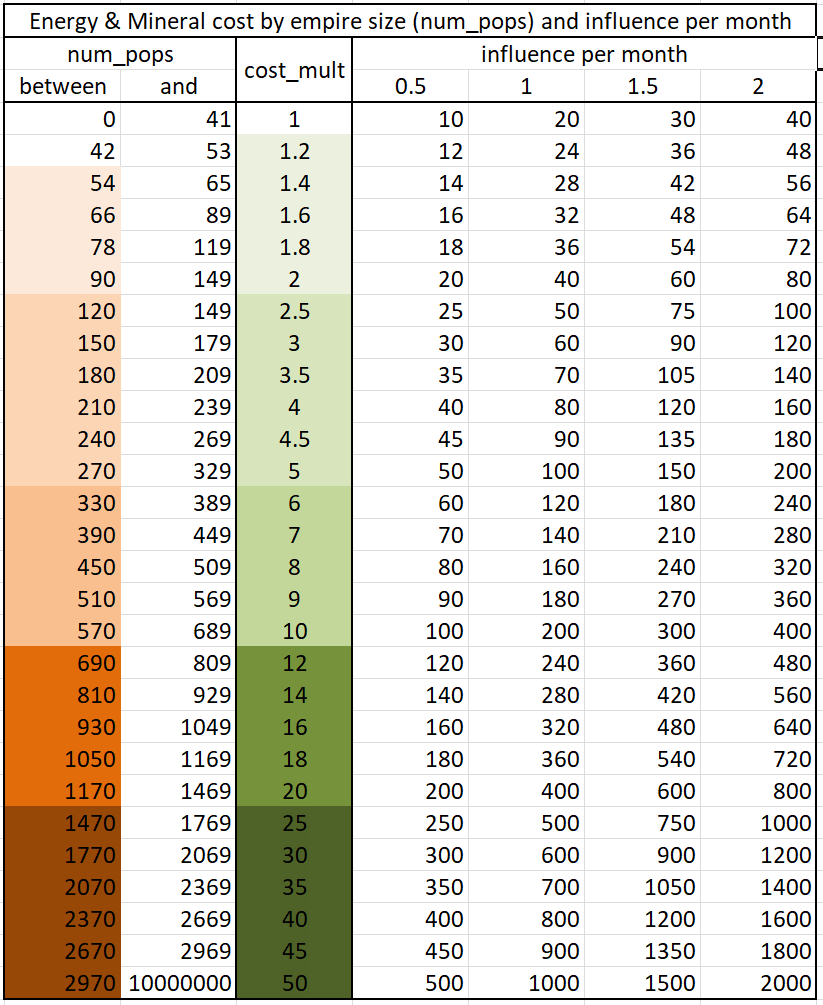 Energy & Mineral cost by empire size (num_pops) and influence per month
num_pops cost_mult influence per month
between and 0.5 1 1.5 2
0 41 1 10 20 30 40
42 53 1.2 12 24 36 48
54 65 1.4 14 28 42 56
66 89 1.6 16 32 48 64
78 119 1.8 18 36 54 72
90 149 2 20 40 60 80
120 149 2.5 25 50 75 100
150 179 3 30 60 90 120
180 209 3.5 35 70 105 140
210 239 4 40 80 120 160
240 269 4.5 45 90 135 180
270 329 5 50 100 150 200
330 389 6 60 120 180 240
390 449 7 70 140 210 280
450 509 8 80 160 240 320
510 569 9 90 180 270 360
570 689 10 100 200 300 400
690 809 12 120 240 360 480
810 929 14 140 280 420 560
930 1049 16 160 320 480 640
1050 1169 18 180 360 540 720
1170 1469 20 200 400 600 800
1470 1769 25 250 500 750 1000
1770 2069 30 300 600 900 1200
2070 2369 35 350 700 1050 1400
2370 2669 40 400 800 1200 1600
2670 2969 45 450 900 1350 1800
2970 10000000 50 500 1000 1500 2000